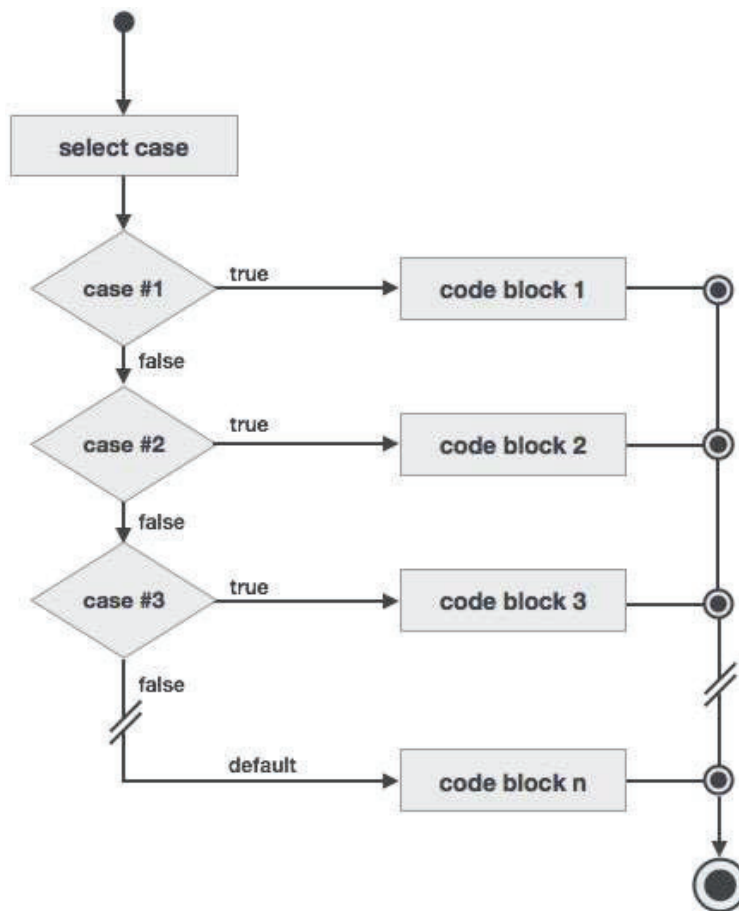 select case
case #1
true
code block 1
false
case #2
true
code block 2
false
case #3
true
code block 3
false
default
code block n